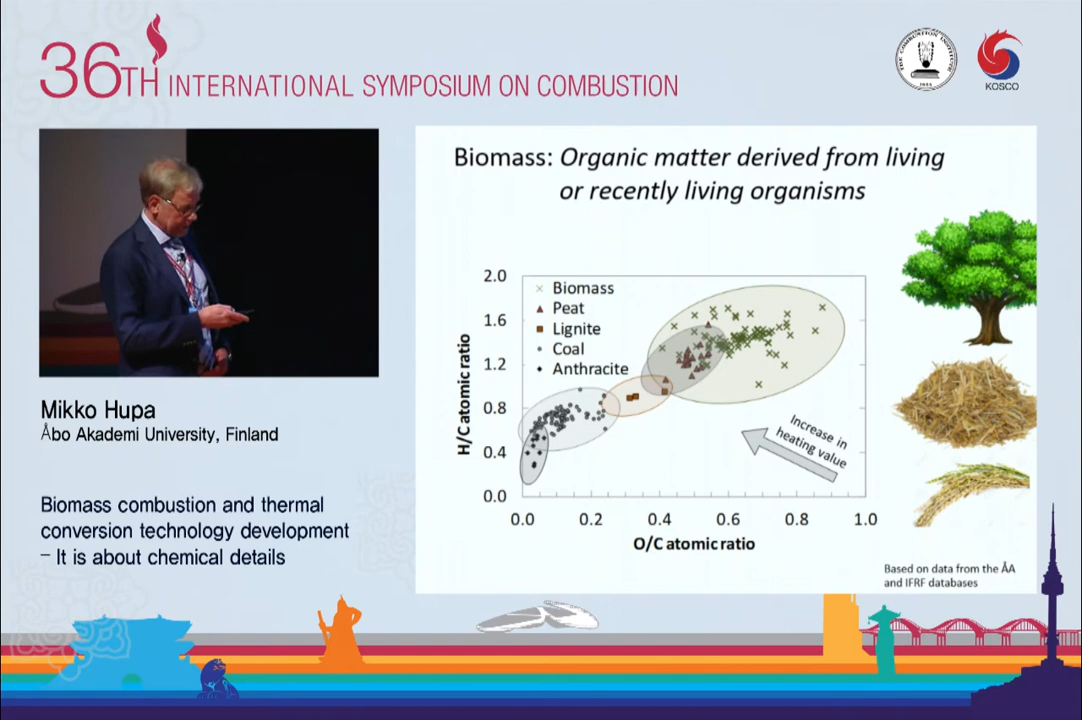 36TH INTERNATIONAL SYMPOSIUM ON COMBUSTION
THE COMBUSTION INSTITUTE
KOSCO
Mikko Hupa
Åbo Akademi University, Finland
Biomass combustion and thermal
conversion technology development
– It is about chemical details
Biomass: Organic matter derived from living
or recently living organisms
2.0
1.6
1.2
0.8
0.4
0.0
H/C atomic ratio
Biomass
Peat
Lignite
Coal
Anthracite
Increase in
heating value
0.0 0.2 0.4 0.6 0.8 1.0
O/C atomic ratio
Based on data from the ÅA
and IFRF databases